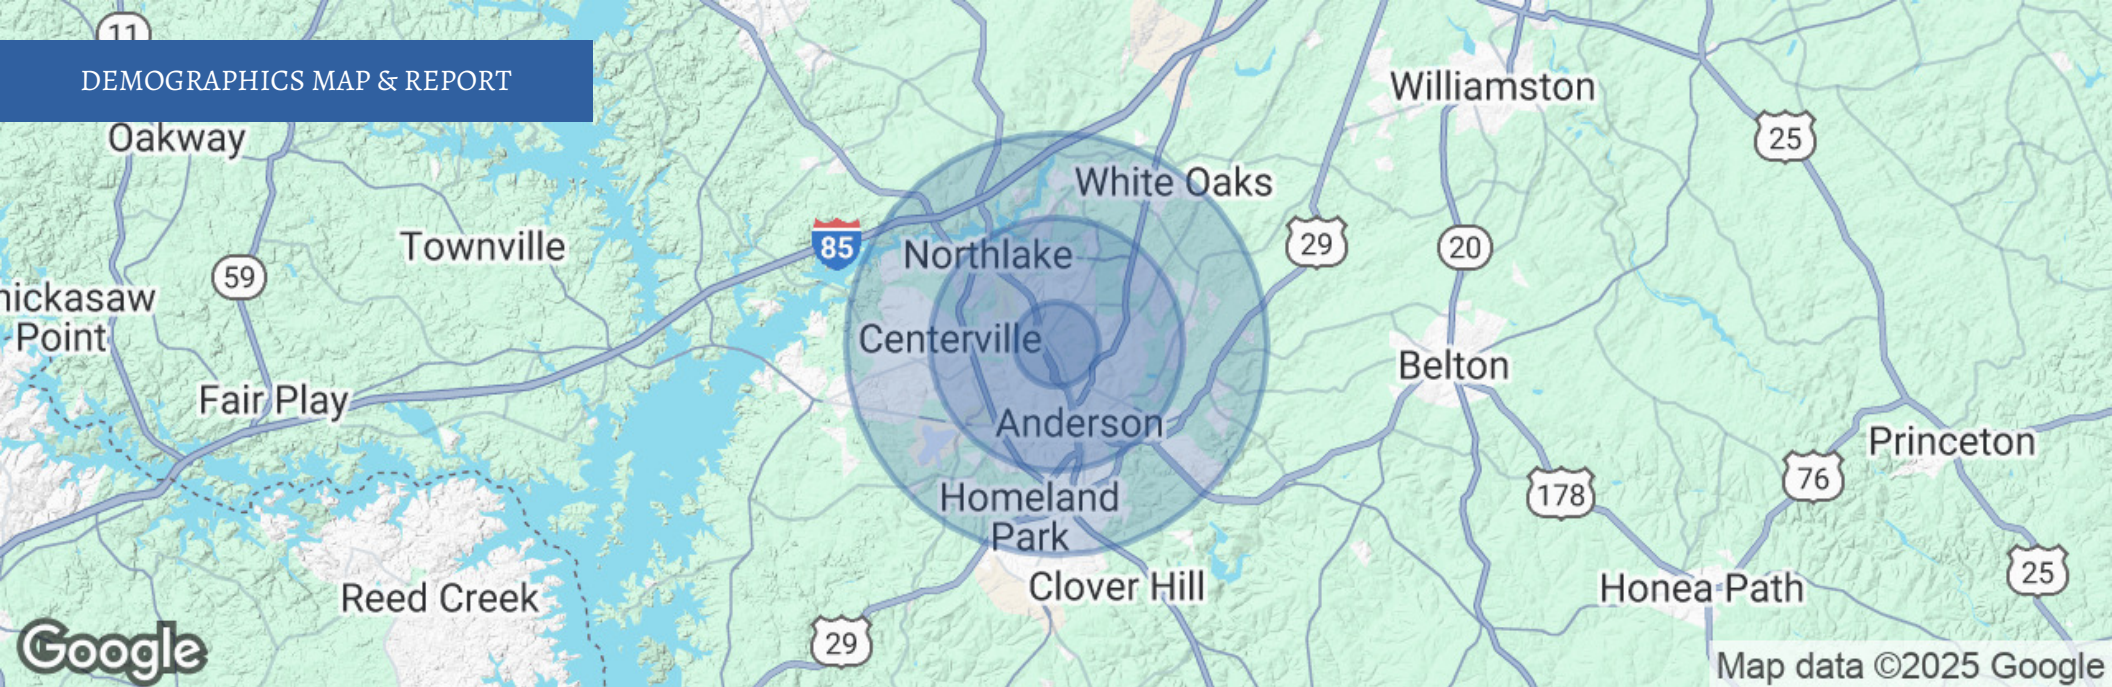 11
DEMOGRAPHICS MAP & REPORT
Williamston
Oakway
25
White Oaks
Townville
85
Northlake
29
20
59
hickasaw
Point
Centerville
Belton
Fair Play
Anderson
Princeton
76
178
Homeland
Park
25
Clover Hill
Honea Path
Reed Creek
29
Google
Map data ©2025 Google